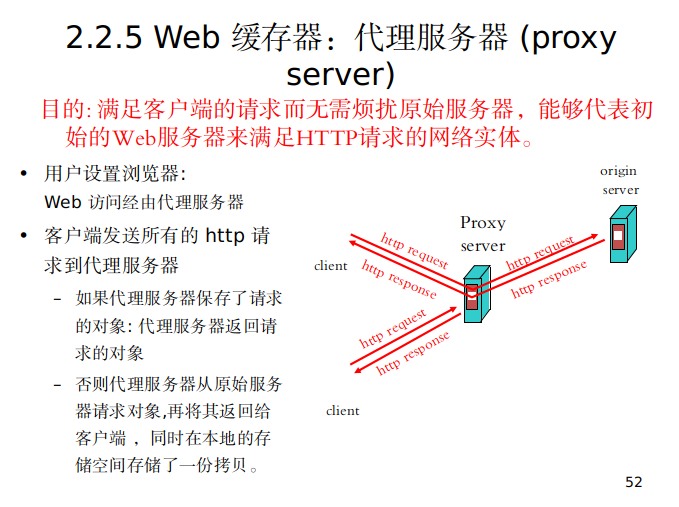 2.2.5 Web 缓存器：代理服务器 (proxy
server)
目的: 满足客户端的请求而无需烦扰原始服务器，能够代表初
始的Web服务器来满足HTTP请求的网络实体。
• 用户设置浏览器:
Web 访问经由代理服务器
• 客户端发送所有的 http 请
求到代理服务器
– 如果代理服务器保存了请求
的对象: 代理服务器返回请
求的对象
– 否则代理服务器从原始服务
器请求对象,再将其返回给
客户端 ，同时在本地的存
储空间存储了一份拷贝。
origin
server
Proxy
server
client
http request
http response
http request
http response
http request
http response
client
52